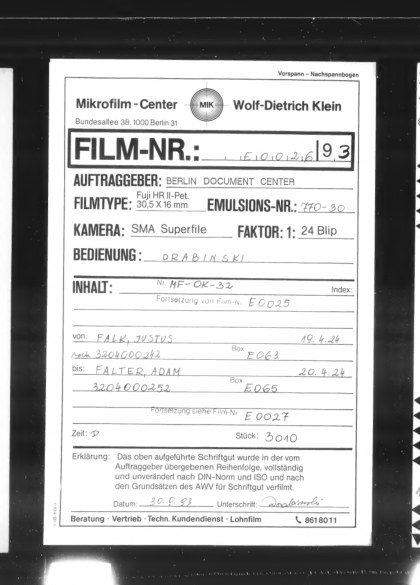 Vorspann – Nachspannbogen
Mikrofilm - Center MIK Wolf-Dietrich Klein
Bundesallee 38, 1000 Berlin 31
FILM-NR.: E0026 93
AUFTRAGGEBER: BERLIN DOCUMENT CENTER
FILMTYPE: Fuji HR II-Pet. 30,5 X 16 mm EMULSIONS-NR.: 770-30
KAMERA: SMA Superfile FAKTOR: 1: 24 Blip
BEDIENUNG: DRABINSKI
INHALT: Nr. MF-OK-32 Index:
Fortsetzung von Film-Nr. E0025
von: FALK, JUSTUS 19.4.24
nach 3204000242 Box E063
bis: FALTER, ADAM 20.4.24
3204000252 Box E065
Fortsetzung siehe Film-Nr. E0027
Zeit: D Stück: 3010
Erklärung: Das oben aufgeführte Schriftgut wurde in der vom
Auftraggeber übergebenen Reihenfolge, vollständig
und unverändert nach DIN-Norm und ISO und nach
den Grundsätzen des AWV für Schriftgut verfilmt.
Datum: 30.5.93 Unterschrift: Drabinski
Beratung · Vertrieb · Techn. Kundendienst · Lohnfilm 8618011